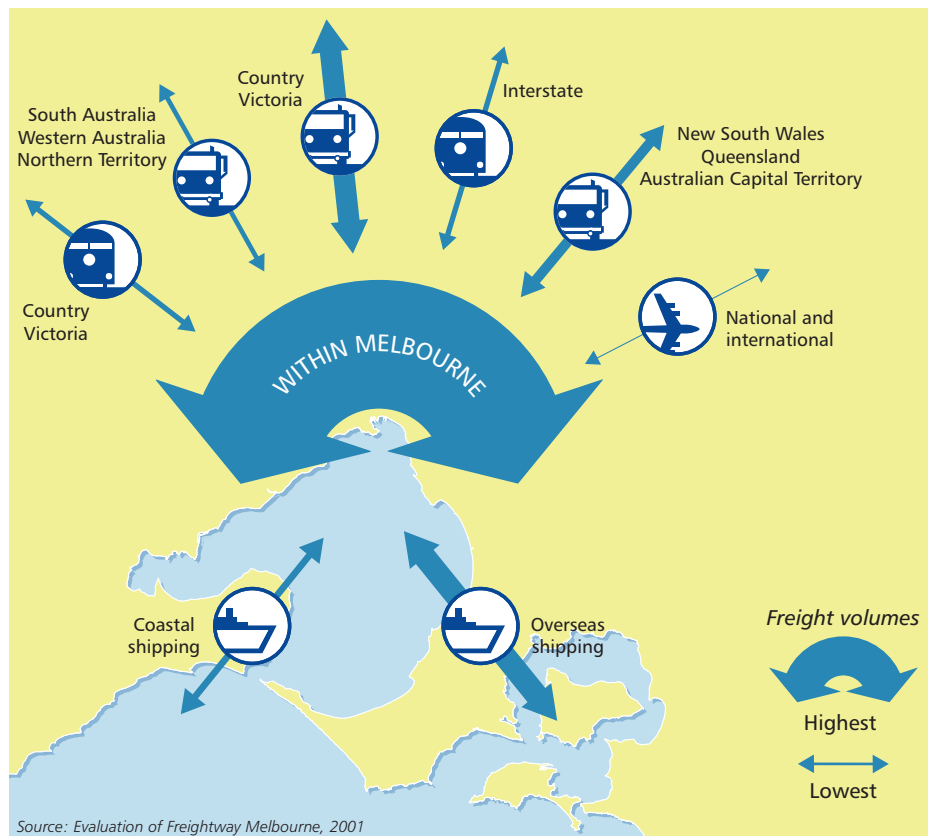 Country
Victoria
Interstate
South Australia
Western Australia
Northern Territory
New South Wales
Queensland
Australian Capital Territory
Country
Victoria
National and
international
WITHIN MELBOURNE
Coastal
shipping
Overseas
shipping
Freight volumes
Highest
Lowest
Source: Evaluation of Freightway Melbourne, 2001